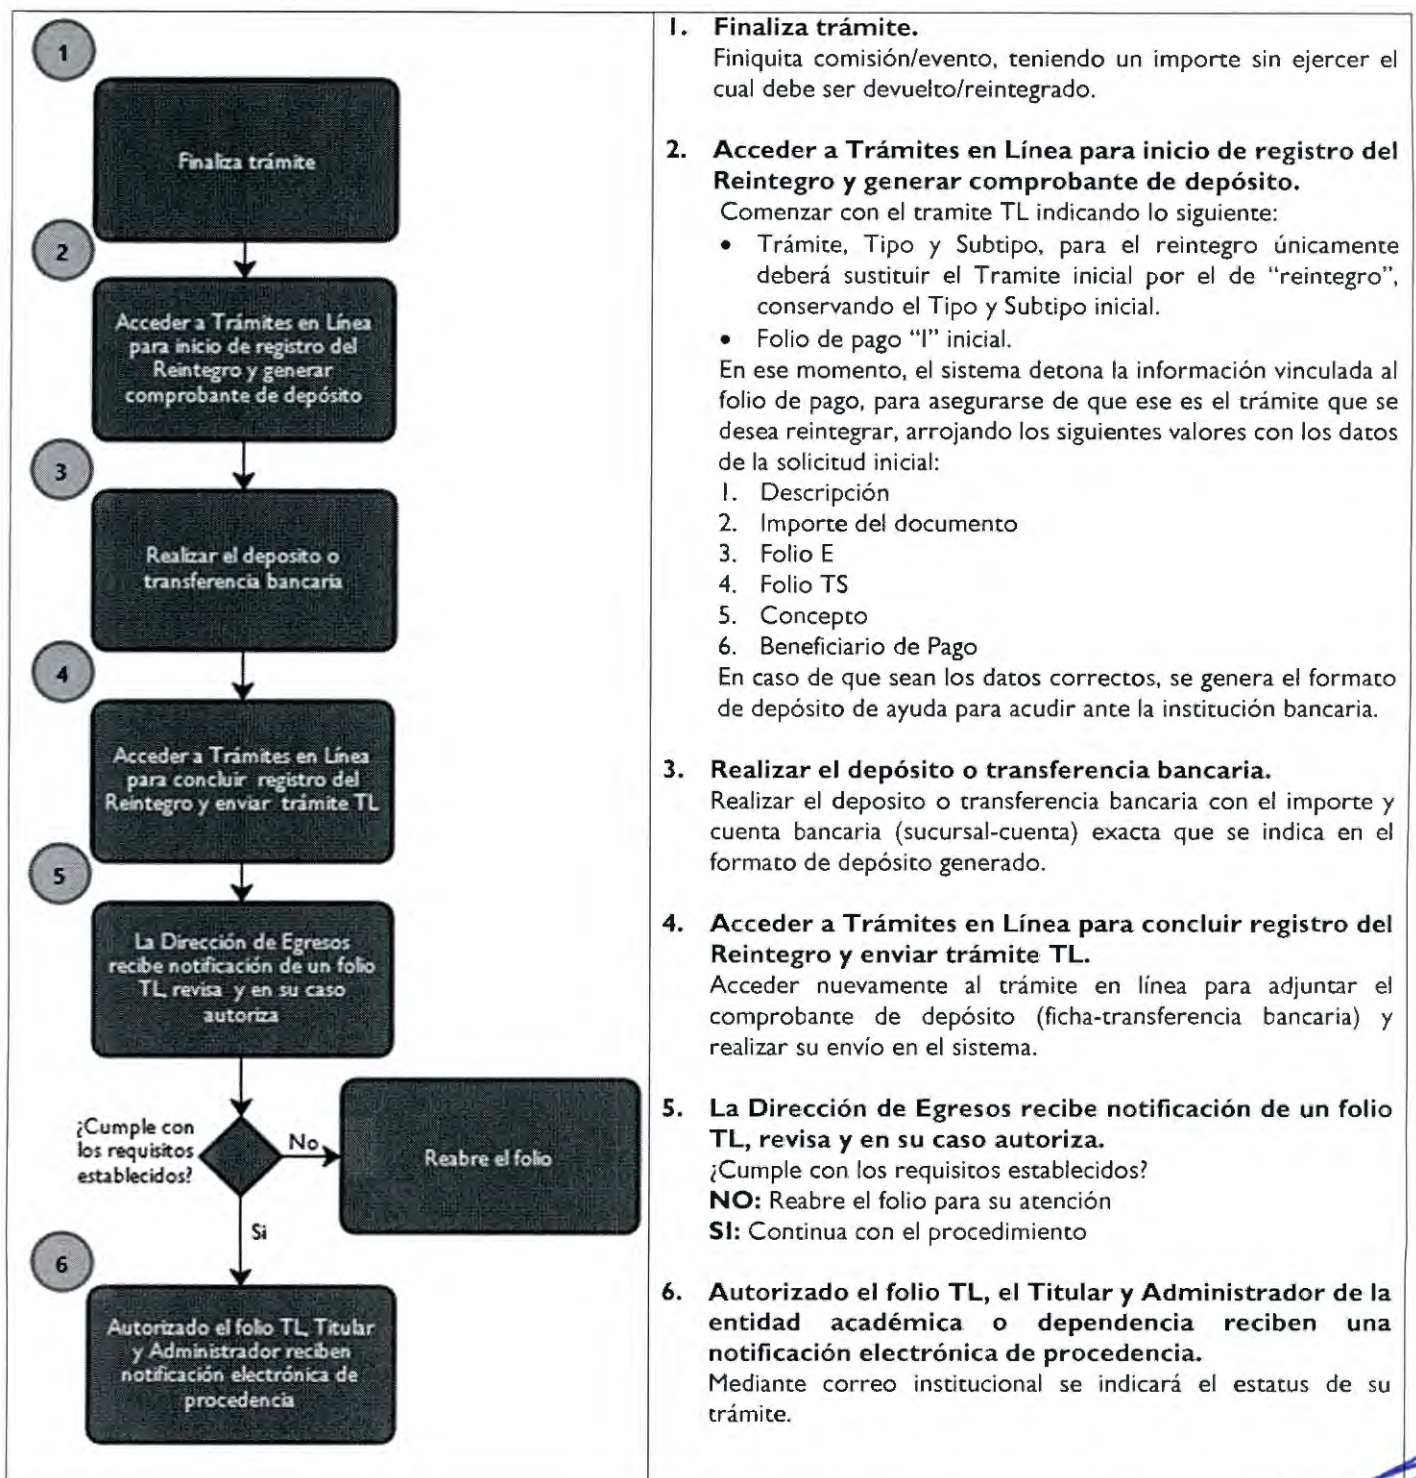 1
Finaliza trámite
2
Acceder a Trámites en Línea
para inicio de registro del
Reintegro y generar
comprobante de depósito
3
Realizar el deposito o
transferencia bancaria
4
Acceder a Trámites en Línea
para concluir registro del
Reintegro y enviar trámite TL
5
La Dirección de Egresos
recibe notificación de un folio
TL, revisa y en su caso
autoriza
¿Cumple con
los requisitos
establecidos?
No
Reabre el folio
Si
6
Autorizado el folio TL, Titular
y Administrador reciben
notificación electrónica de
procedencia
1. Finaliza trámite.
Finiquita comisión/evento, teniendo un importe sin ejercer el
cual debe ser devuelto/reintegrado.
2. Acceder a Trámites en Línea para inicio de registro del
Reintegro y generar comprobante de depósito.
Comenzar con el tramite TL indicando lo siguiente:
• Trámite, Tipo y Subtipo, para el reintegro únicamente
deberá sustituir el Tramite inicial por el de “reintegro”,
conservando el Tipo y Subtipo inicial.
• Folio de pago “I” inicial.
En ese momento, el sistema detona la información vinculada al
folio de pago, para asegurarse de que ese es el trámite que se
desea reintegrar, arrojando los siguientes valores con los datos
de la solicitud inicial:
1. Descripción
2. Importe del documento
3. Folio E
4. Folio TS
5. Concepto
6. Beneficiario de Pago
En caso de que sean los datos correctos, se genera el formato
de depósito de ayuda para acudir ante la institución bancaria.
3. Realizar el depósito o transferencia bancaria.
Realizar el deposito o transferencia bancaria con el importe y
cuenta bancaria (sucursal-cuenta) exacta que se indica en el
formato de depósito generado.
4. Acceder a Trámites en Línea para concluir registro del
Reintegro y enviar trámite TL.
Acceder nuevamente al trámite en línea para adjuntar el
comprobante de depósito (ficha-transferencia bancaria) y
realizar su envío en el sistema.
5. La Dirección de Egresos recibe notificación de un folio
TL, revisa y en su caso autoriza.
¿Cumple con los requisitos establecidos?
NO: Reabre el folio para su atención
SI: Continua con el procedimiento
6. Autorizado el folio TL, el Titular y Administrador de la
entidad académica o dependencia reciben una
notificación electrónica de procedencia.
Mediante correo institucional se indicará el estatus de su
trámite.